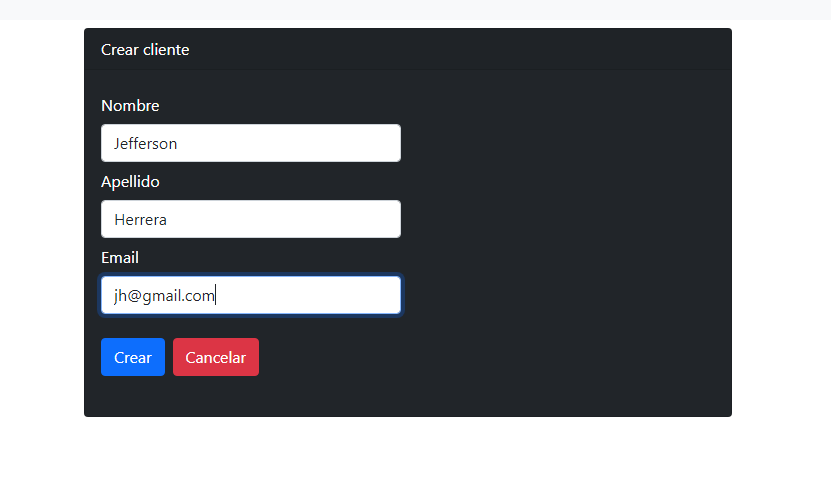 Crear cliente
Nombre
Jefferson
Apellido
Herrera
Email
jh@gmail.com
Crear Cancelar